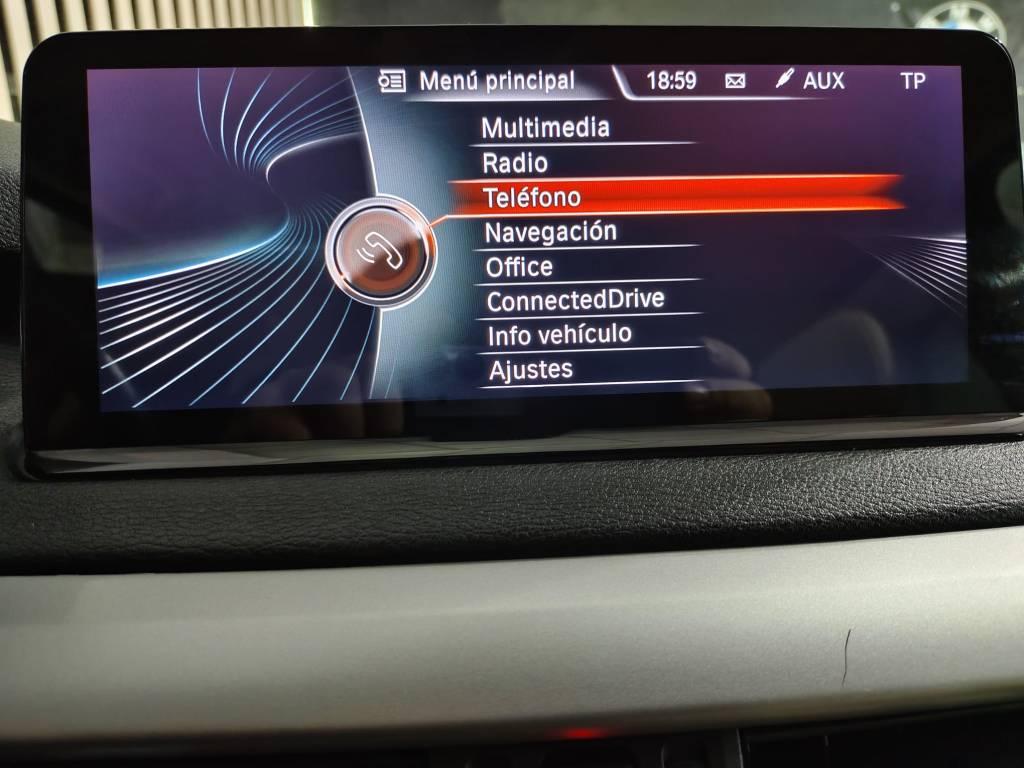 Menú principal 18:59 AUX TP
Multimedia
Radio
Teléfono
Navegación
Office
ConnectedDrive
Info vehículo
Ajustes